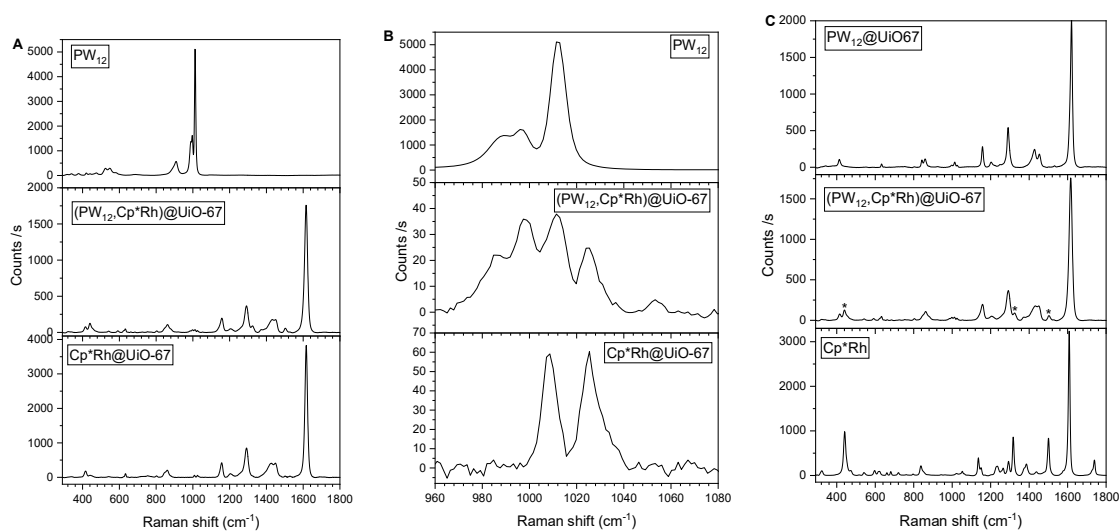 A
PW12
5000
4000
3000
2000
1000
0
2000
(PW12,Cp*Rh)@UiO-67
1500
1000
500
0
4000
Cp*Rh@UiO-67
3000
2000
1000
0
Counts /s
400 600 800 1000 1200 1400 1600 1800
Raman shift (cm-1)
B
PW12
5000
4000
3000
2000
1000
0
50
(PW12,Cp*Rh)@UiO-67
40
30
20
10
0
70
Cp*Rh@UiO-67
60
50
40
30
20
10
0
Counts /s
960 980 1000 1020 1040 1060 1080
Raman shift (cm-1)
C
2000
PW12@UiO67
1500
1000
500
0
(PW12,Cp*Rh)@UiO-67
1500
1000
500
0
* * *
Cp*Rh
3000
2000
1000
0
Counts /s
400 600 800 1000 1200 1400 1600 1800
Raman shift (cm-1)